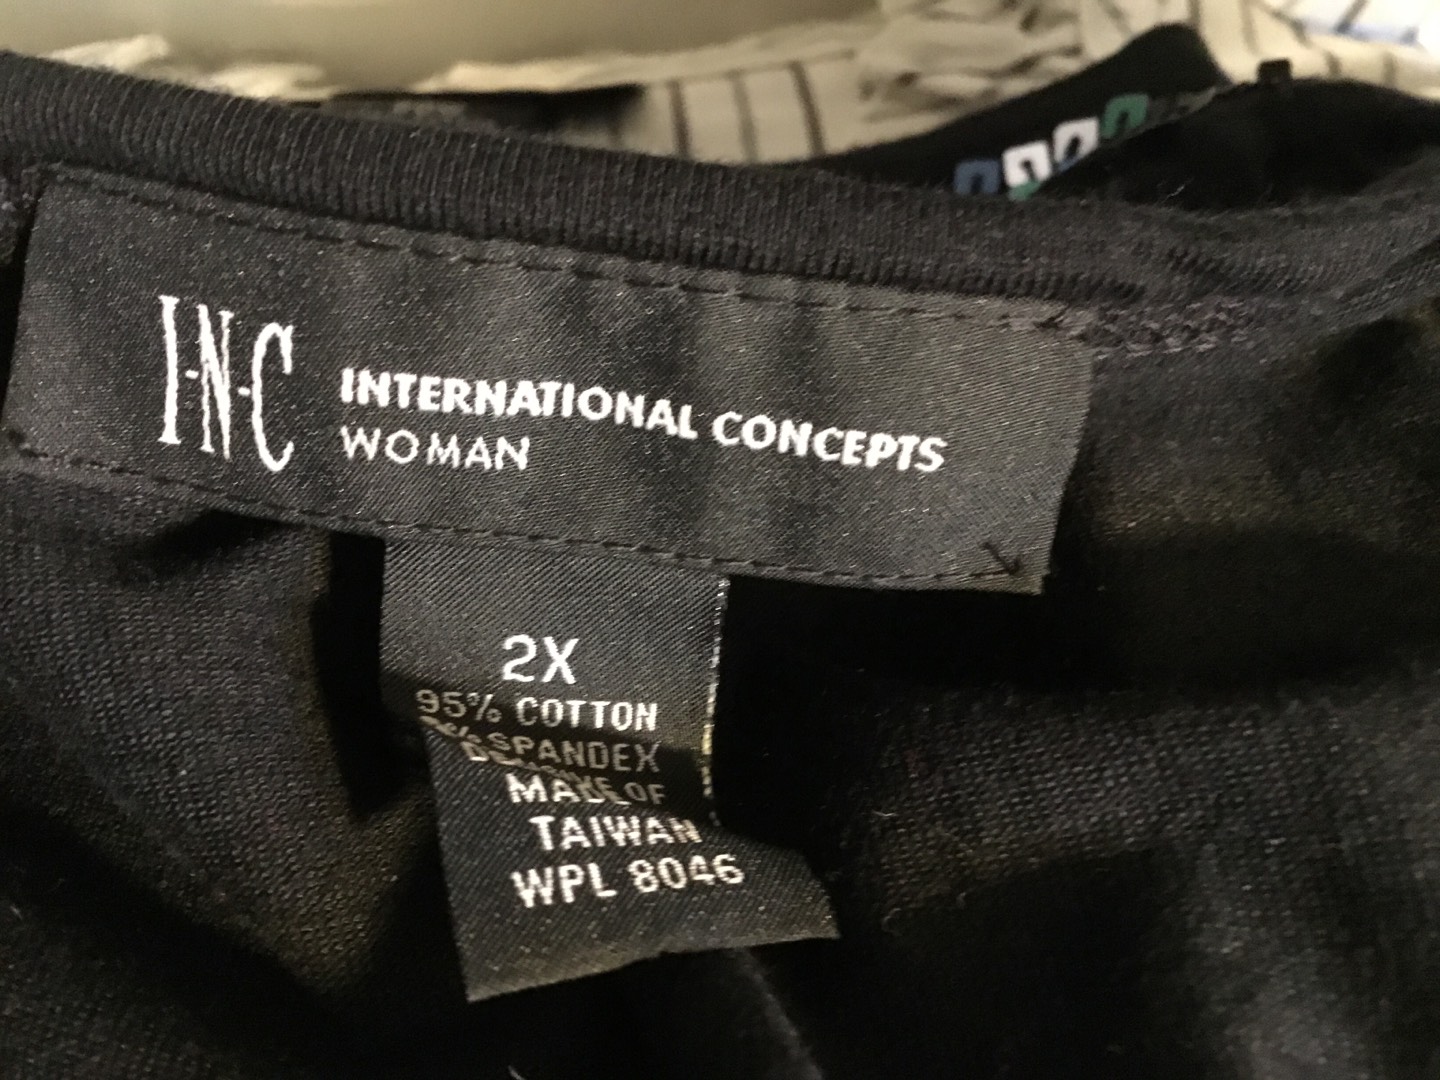 I·N·C INTERNATIONAL CONCEPTS
WOMAN
2X
95% COTTON
SPANDEX
MADE OF
TAIWAN
WPL 8046